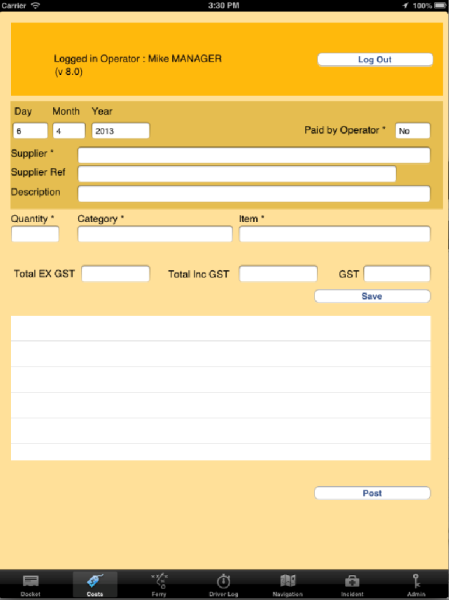 Carrier 3:30 PM 100%
Logged in Operator : Mike MANAGER
(v 8.0)
Log Out
Day Month Year
6 4 2013 Paid by Operator * No
Supplier *
Supplier Ref
Description
Quantity * Category * Item *
Total EX GST Total Inc GST GST
Save
Post
Docket Costs Ferry Driver Log Navigation Incident Admin